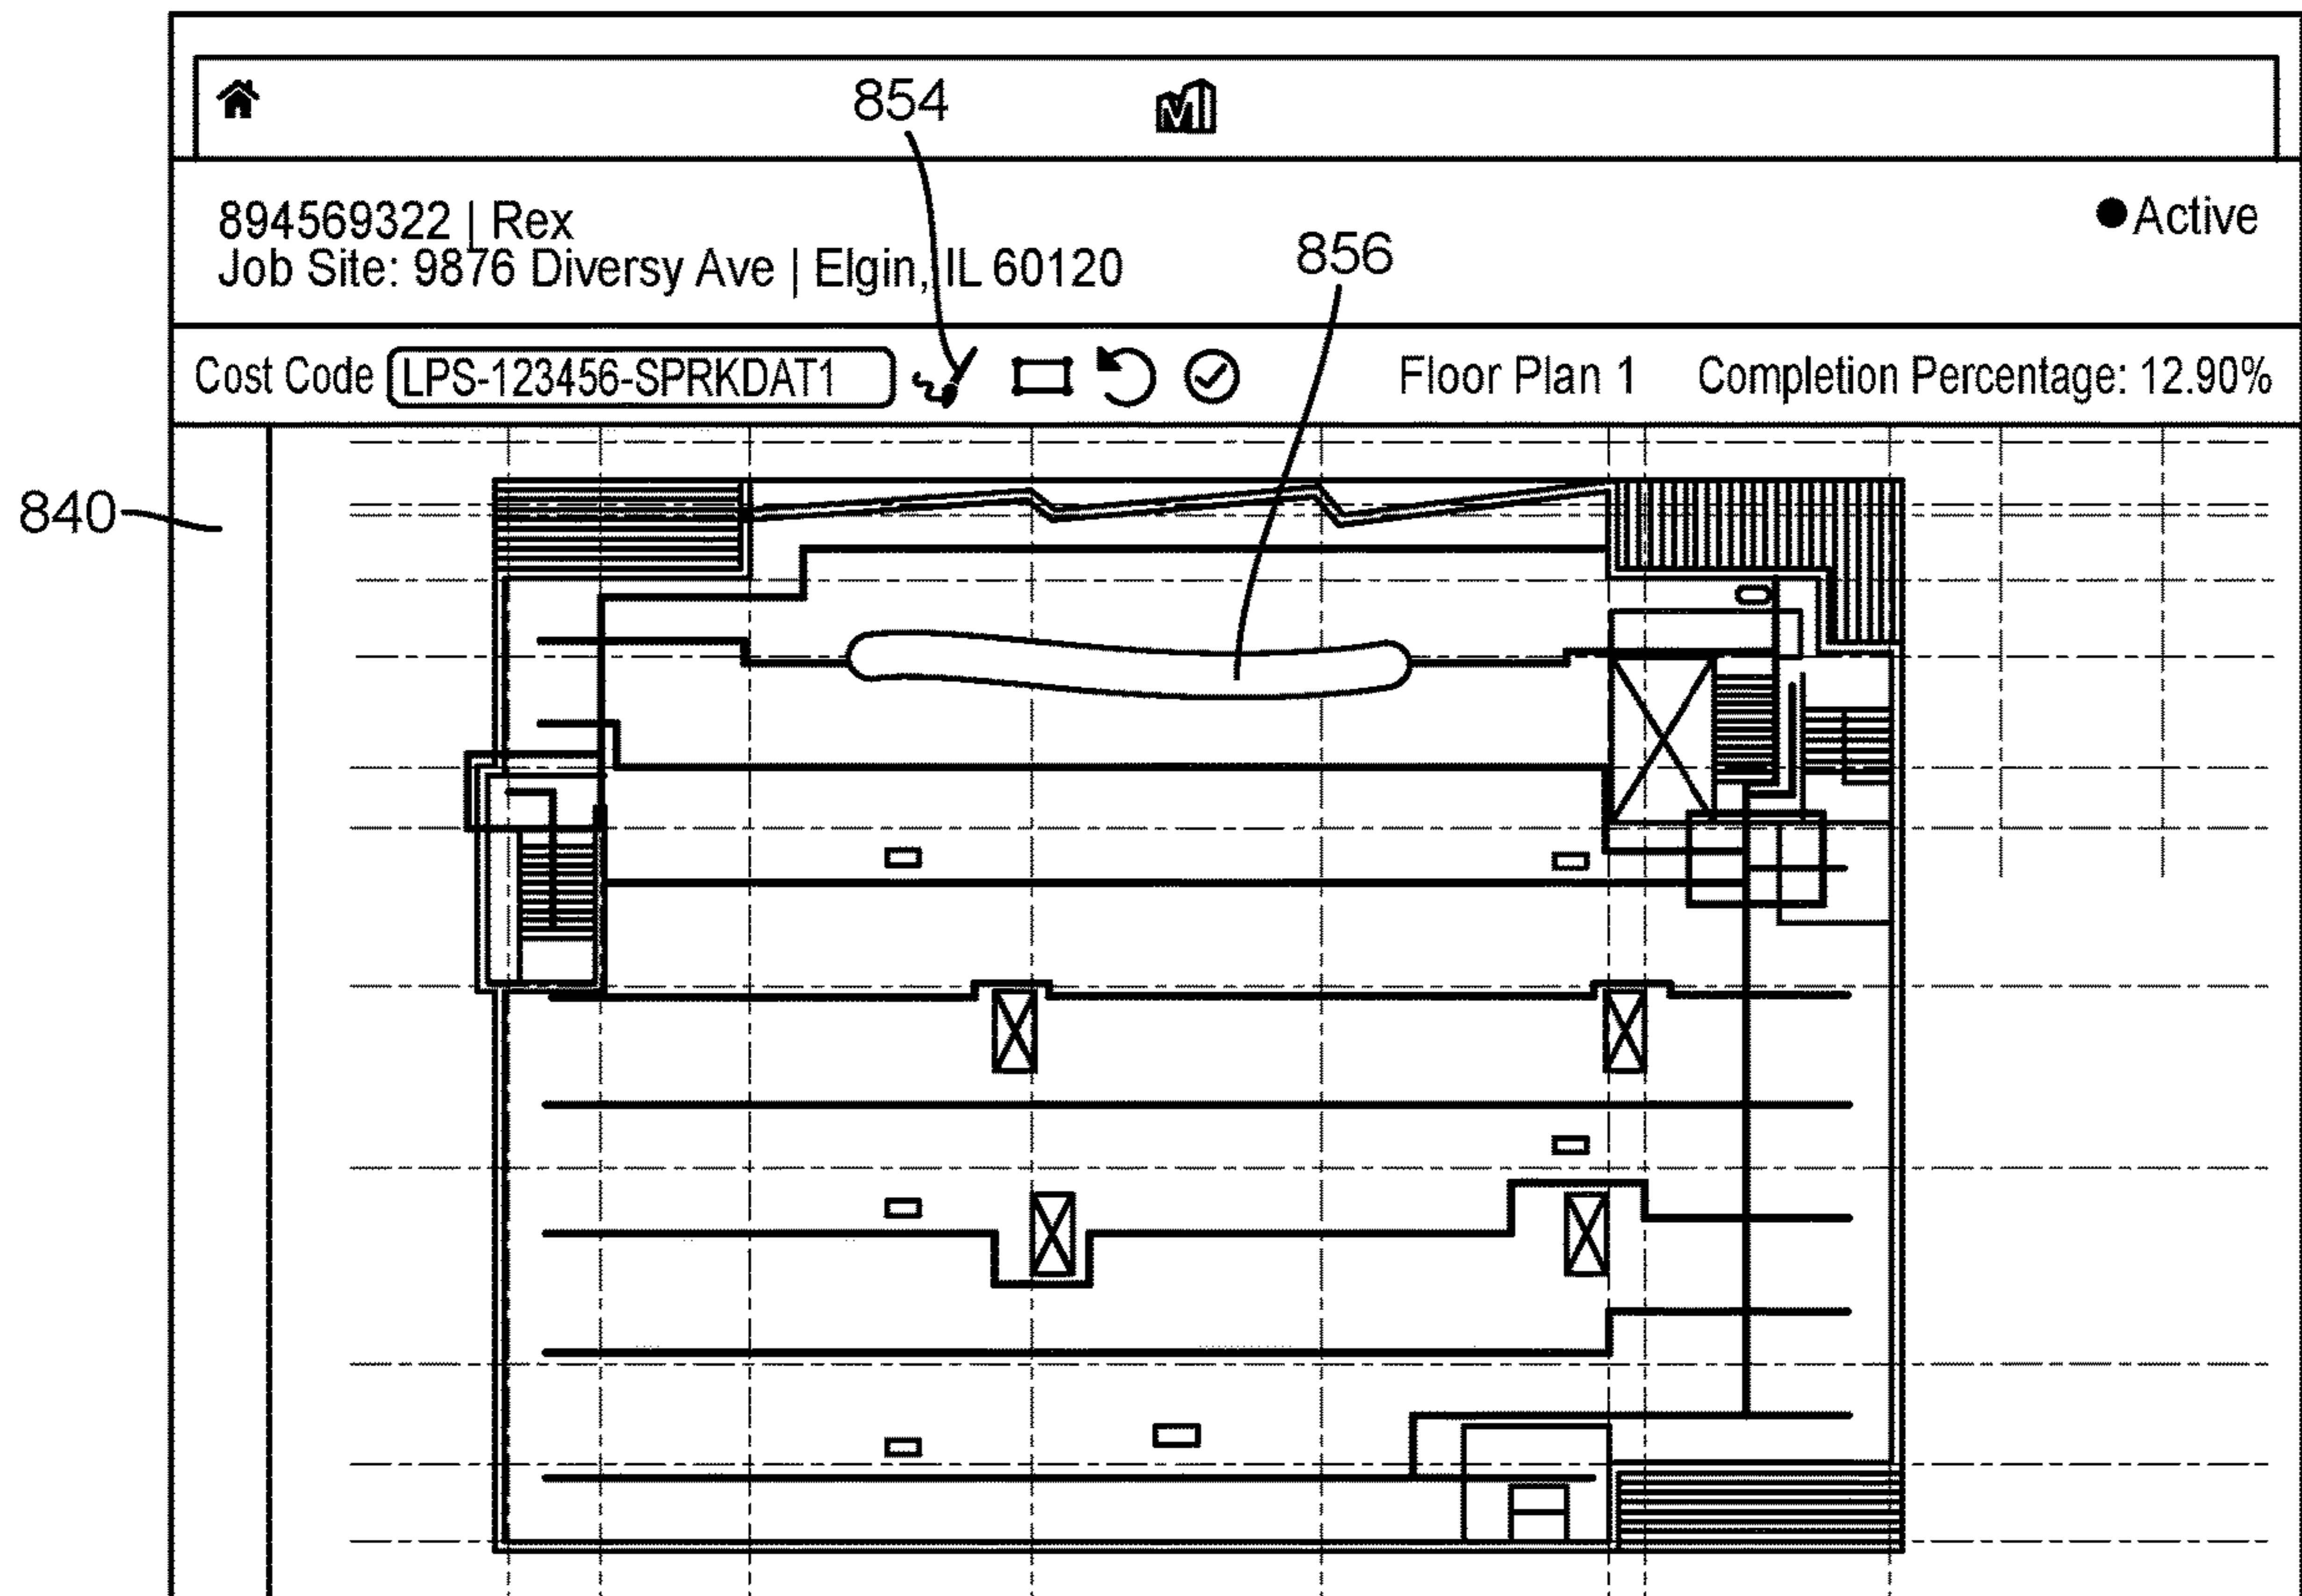 854
M
894569322 | Rex
●Active
Job Site: 9876 Diversy Ave | Elgin, IL 60120
856
Cost Code LPS-123456-SPRKDAT1 Floor Plan 1 Completion Percentage: 12.90%
840